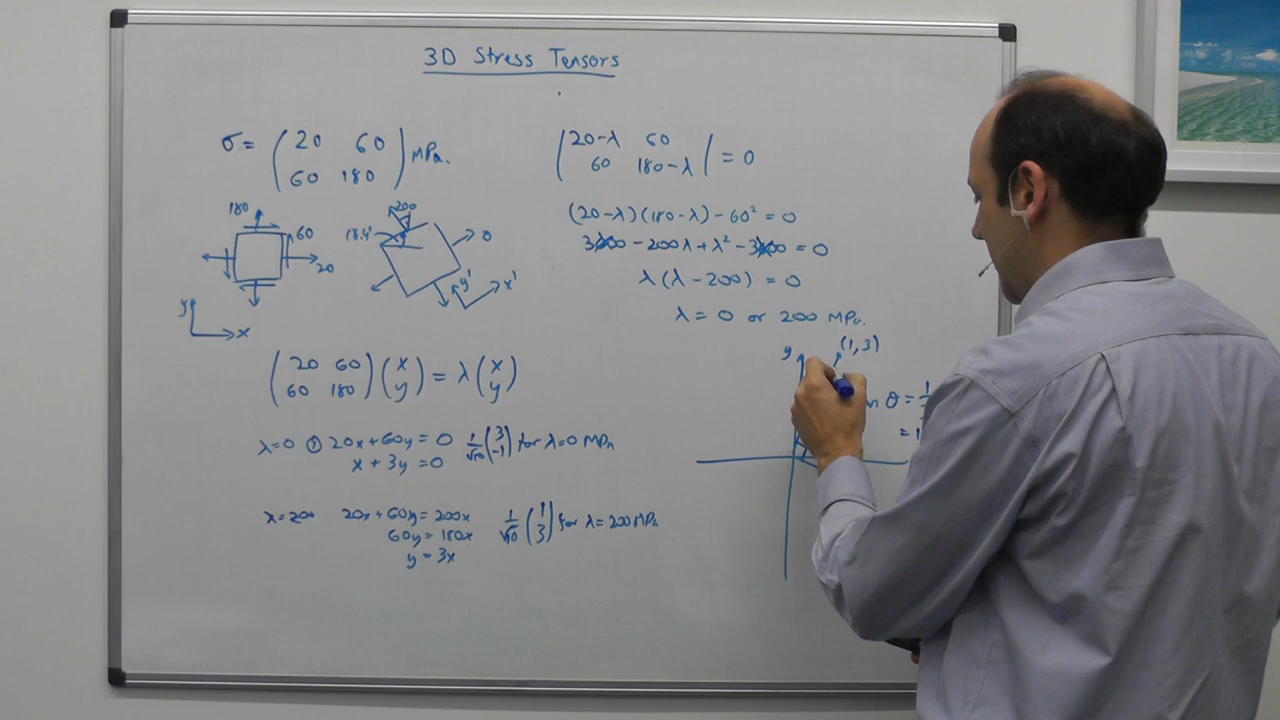 3D Stress Tensors
σ = ( 20 60
60 180 ) MPa.
180
60
20
y
x
200
18.4°
0
y'
x'
( 20 60
60 180 ) ( x
y ) = λ ( x
y )
λ=0 ① 20x+60y = 0 1/√10 ( 3
-1 ) for λ=0 MPa
x + 3y = 0
λ=200 20x+60y = 200x 1/√10 ( 1
3 ) for λ=200 MPa
60y = 180x
y = 3x
| 20-λ 60
60 180-λ | = 0
(20-λ)(180-λ) - 60² = 0
3600 - 200λ + λ² - 3600 = 0
λ(λ - 200) = 0
λ = 0 or 200 MPa.
y
(1,3)
n θ =
= 1